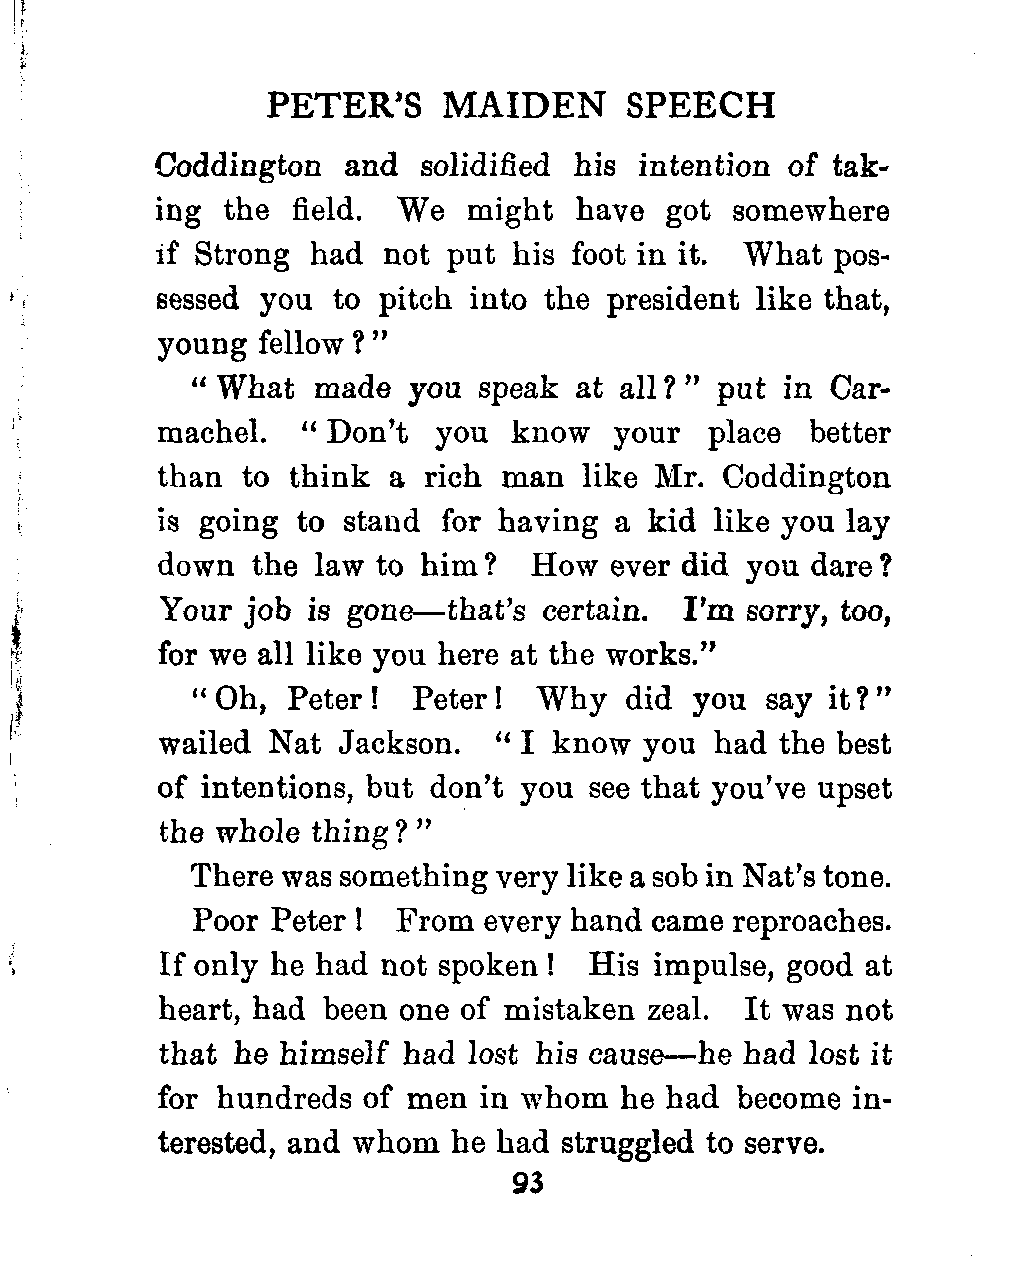 PETER'S MAIDEN SPEECH
Coddington and solidified his intention of tak-
ing the field. We might have got somewhere
if Strong had not put his foot in it. What pos-
sessed you to pitch into the president like that,
young fellow?"
"What made you speak at all?" put in Car-
machel. "Don't you know your place better
than to think a rich man like Mr. Coddington
is going to stand for having a kid like you lay
down the law to him? How ever did you dare?
Your job is gone—that's certain. I'm sorry, too,
for we all like you here at the works."
"Oh, Peter! Peter! Why did you say it?"
wailed Nat Jackson. "I know you had the best
of intentions, but don't you see that you've upset
the whole thing?"
There was something very like a sob in Nat's tone.
Poor Peter! From every hand came reproaches.
If only he had not spoken! His impulse, good at
heart, had been one of mistaken zeal. It was not
that he himself had lost his cause—he had lost it
for hundreds of men in whom he had become in-
terested, and whom he had struggled to serve.
93